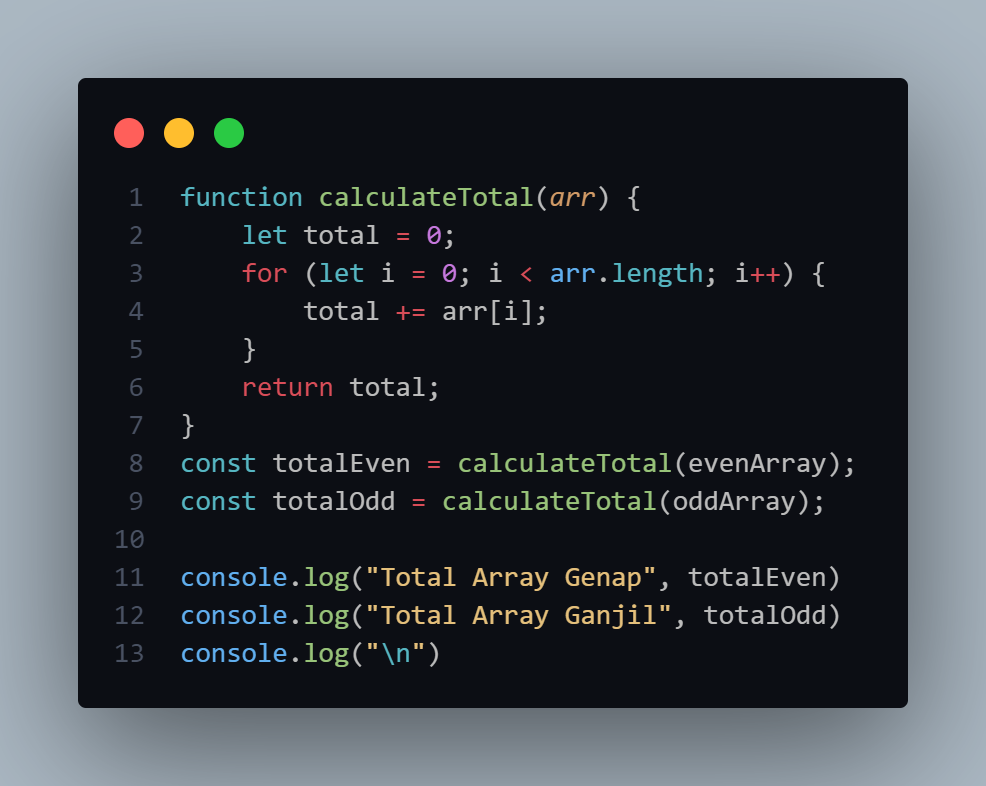 1 function calculateTotal(arr) {
2     let total = 0;
3     for (let i = 0; i < arr.length; i++) {
4         total += arr[i];
5     }
6     return total;
7 }
8 const totalEven = calculateTotal(evenArray);
9 const totalOdd = calculateTotal(oddArray);
10
11 console.log("Total Array Genap", totalEven)
12 console.log("Total Array Ganjil", totalOdd)
13 console.log("\n")